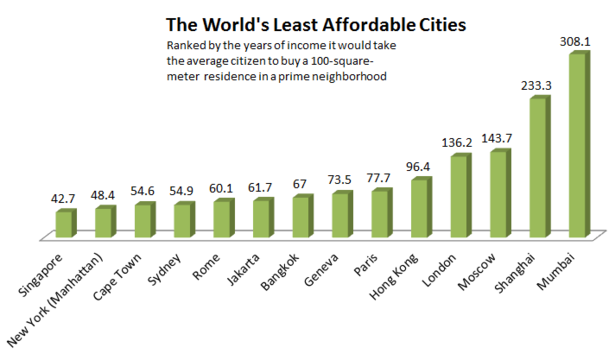 The World's Least Affordable Cities
Ranked by the years of income it would take
the average citizen to buy a 100-square-
meter residence in a prime neighborhood
308.1
233.3
143.7
136.2
96.4
77.7
73.5
67
61.7
60.1
54.9
54.6
48.4
42.7
Singapore
New York (Manhattan)
Cape Town
Sydney
Rome
Jakarta
Bangkok
Geneva
Paris
Hong Kong
London
Moscow
Shanghai
Mumbai